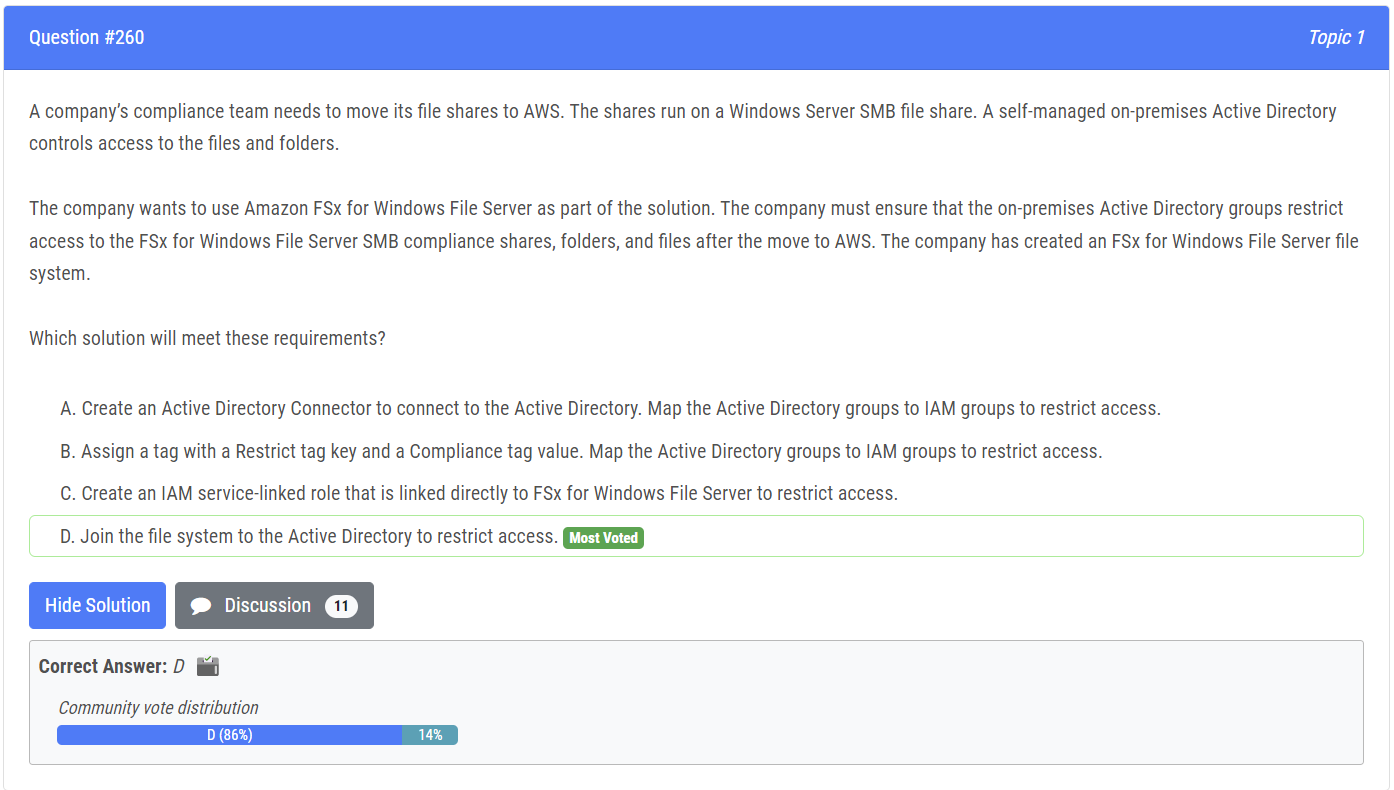 Question #260
Topic 1
A company’s compliance team needs to move its file shares to AWS. The shares run on a Windows Server SMB file share. A self-managed on-premises Active Directory
controls access to the files and folders.
The company wants to use Amazon FSx for Windows File Server as part of the solution. The company must ensure that the on-premises Active Directory groups restrict
access to the FSx for Windows File Server SMB compliance shares, folders, and files after the move to AWS. The company has created an FSx for Windows File Server file
system.
Which solution will meet these requirements?
A. Create an Active Directory Connector to connect to the Active Directory. Map the Active Directory groups to IAM groups to restrict access.
B. Assign a tag with a Restrict tag key and a Compliance tag value. Map the Active Directory groups to IAM groups to restrict access.
C. Create an IAM service-linked role that is linked directly to FSx for Windows File Server to restrict access.
D. Join the file system to the Active Directory to restrict access. Most Voted
Hide Solution Discussion 11
Correct Answer: D
Community vote distribution
D (86%) 14%